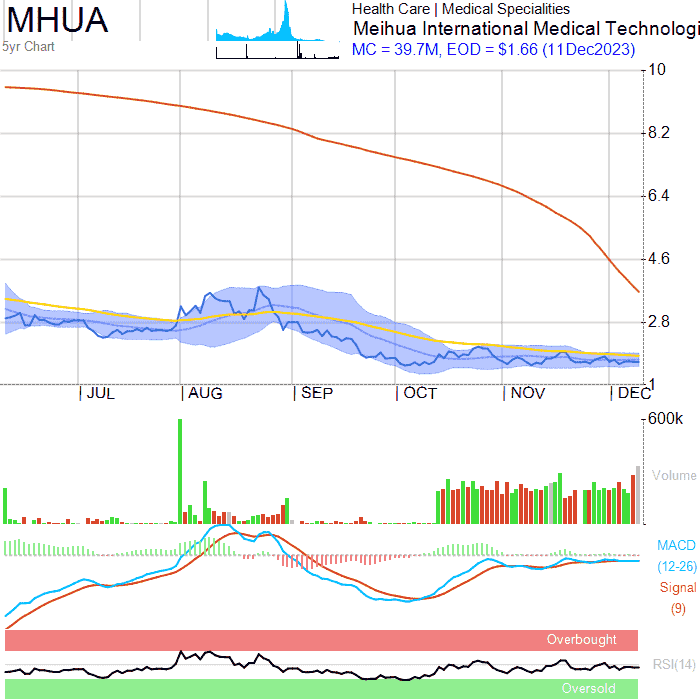 MHUA
5yr Chart
Health Care | Medical Specialities
Meihua International Medical Technologi
MC = 39.7M, EOD = $1.66 (11Dec2023)
10
8.2
6.4
4.6
2.8
1
| JUL | AUG | SEP | OCT | NOV | DEC
600k
Volume
MACD
(12-26)
Signal
(9)
Overbought
RSI(14)
Oversold